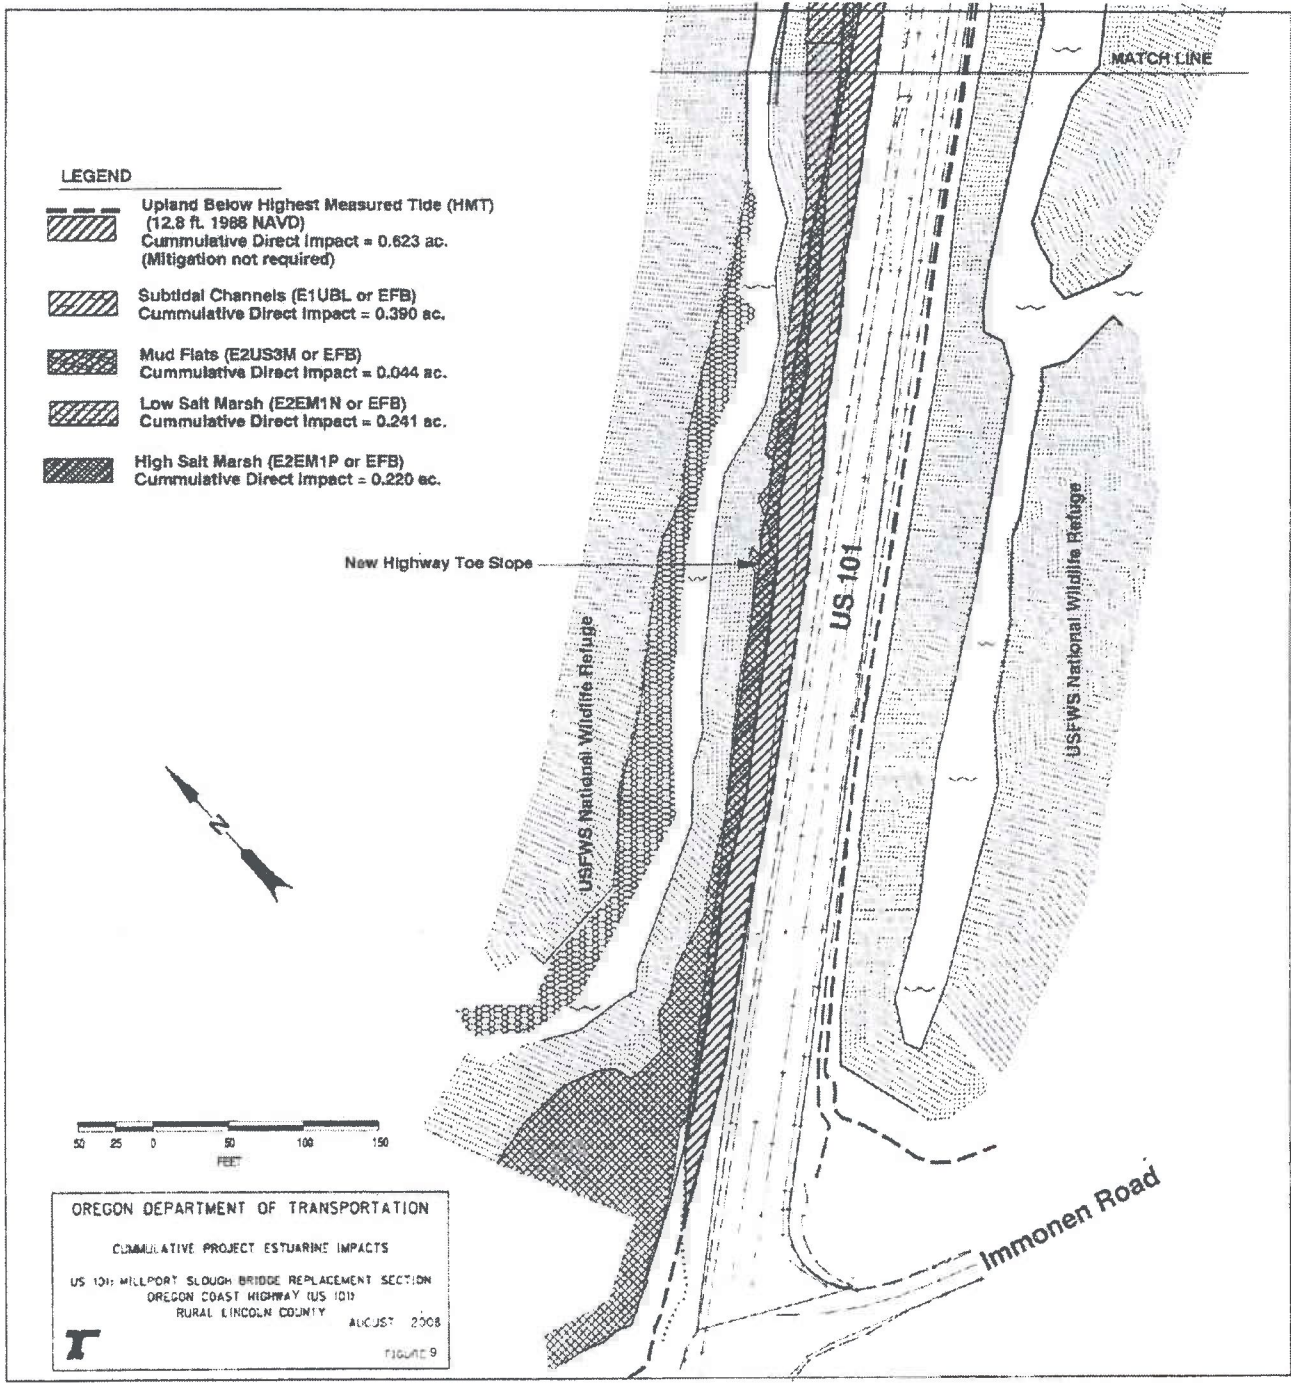 MATCH LINE
LEGEND
Upland Below Highest Measured Tide (HMT)
(12.8 ft. 1988 NAVD)
Cummulative Direct Impact = 0.623 ac.
(Mitigation not required)
Subtidal Channels (E1UBL or EFB)
Cummulative Direct Impact = 0.390 ac.
Mud Flats (E2US3M or EFB)
Cummulative Direct Impact = 0.044 ac.
Low Salt Marsh (E2EM1N or EFB)
Cummulative Direct Impact = 0.241 ac.
High Salt Marsh (E2EM1P or EFB)
Cummulative Direct Impact = 0.220 ac.
New Highway Toe Slope
US 101
USFWS National Wildlife Refuge
USFWS National Wildlife Refuge
N
50 25 0 50 100 150
FEET
Immonen Road
OREGON DEPARTMENT OF TRANSPORTATION
CUMMULATIVE PROJECT ESTUARINE IMPACTS
US 101: MILLPORT SLOUGH BRIDGE REPLACEMENT SECTION
OREGON COAST HIGHWAY (US 101)
RURAL LINCOLN COUNTY
AUGUST 2008
FIGURE 9